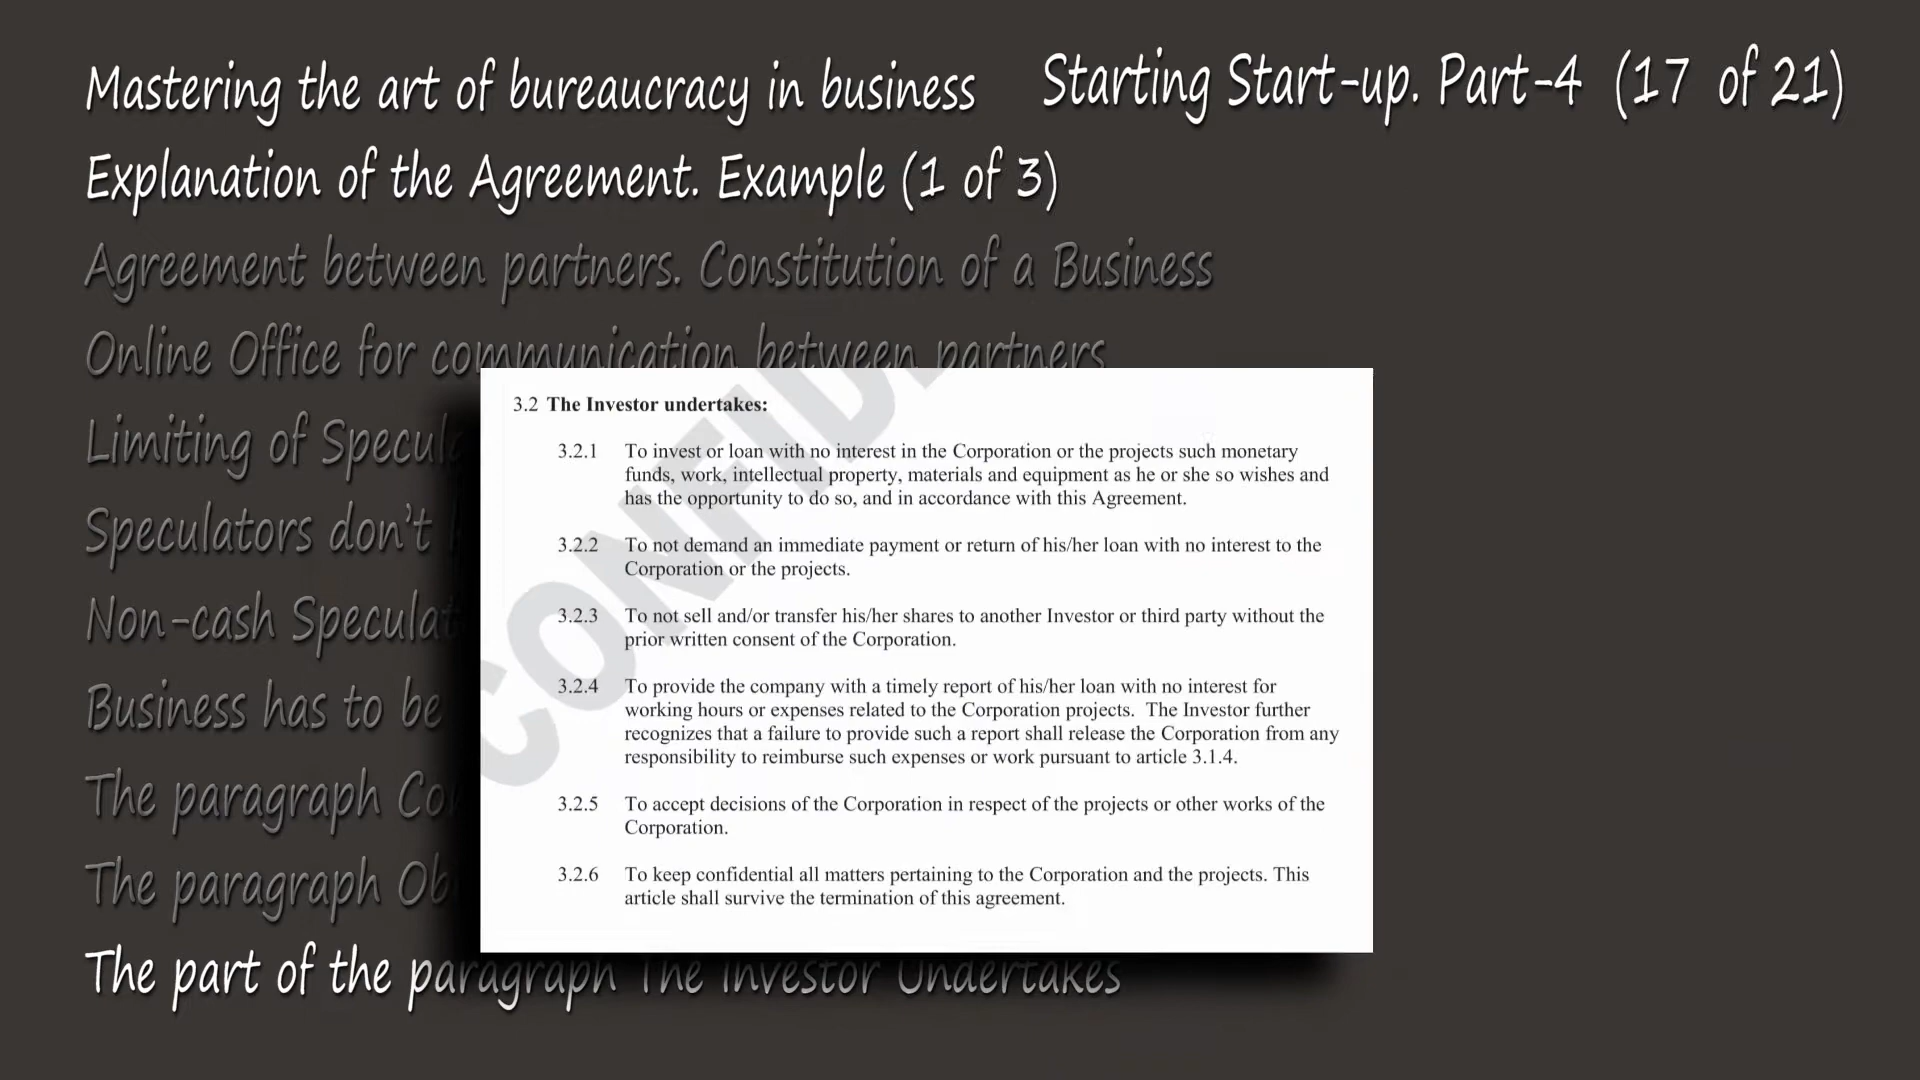 Mastering the art of bureaucracy in business
Starting Start-up. Part-4 (17 of 21)
Explanation of the Agreement. Example (1 of 3)
Agreement between partners. Constitution of a Business
Online Office for communication between partners
Limiting of
Speculators don't
Non-cash
Business has to be
The paragraph
The paragraph
3.2 The Investor undertakes:
3.2.1 To invest or loan with no interest in the Corporation or the projects such monetary
funds, work, intellectual property, materials and equipment as he or she so wishes and
has the opportunity to do so, and in accordance with this Agreement.
3.2.2 To not demand an immediate payment or return of his/her loan with no interest to the
Corporation or the projects.
3.2.3 To not sell and/or transfer his/her shares to another Investor or third party without the
prior written consent of the Corporation.
3.2.4 To provide the company with a timely report of his/her loan with no interest for
working hours or expenses related to the Corporation projects. The Investor further
recognizes that a failure to provide such a report shall release the Corporation from any
responsibility to reimburse such expenses or work pursuant to article 3.1.4.
3.2.5 To accept decisions of the Corporation in respect of the projects or other works of the
Corporation.
3.2.6 To keep confidential all matters pertaining to the Corporation and the projects. This
article shall survive the termination of this agreement.
The part of the paragraph The Investor Undertakes